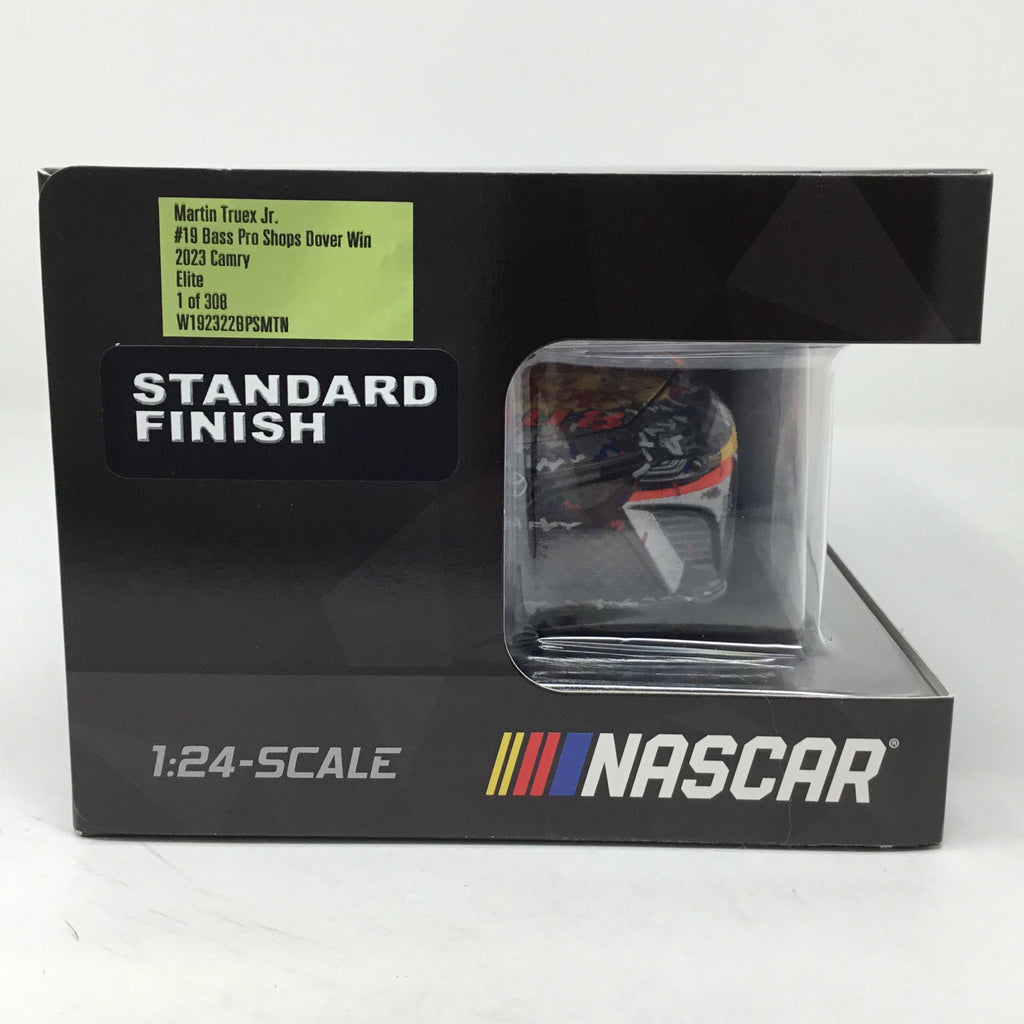 Martin Truex Jr.
#19 Bass Pro Shops Dover Win
2023 Camry
Elite
1 of 308
W192322BPSMTN
STANDARD
FINISH
1:24-SCALE
NASCAR®